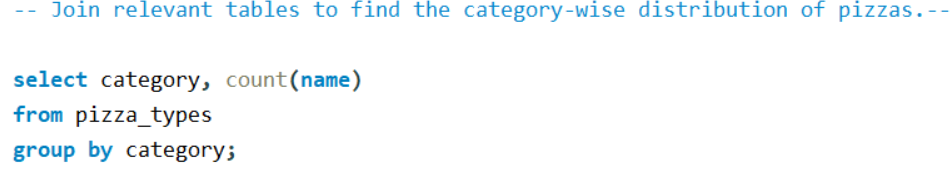 -- Join relevant tables to find the category-wise distribution of pizzas.--
select category, count(name)
from pizza_types
group by category;